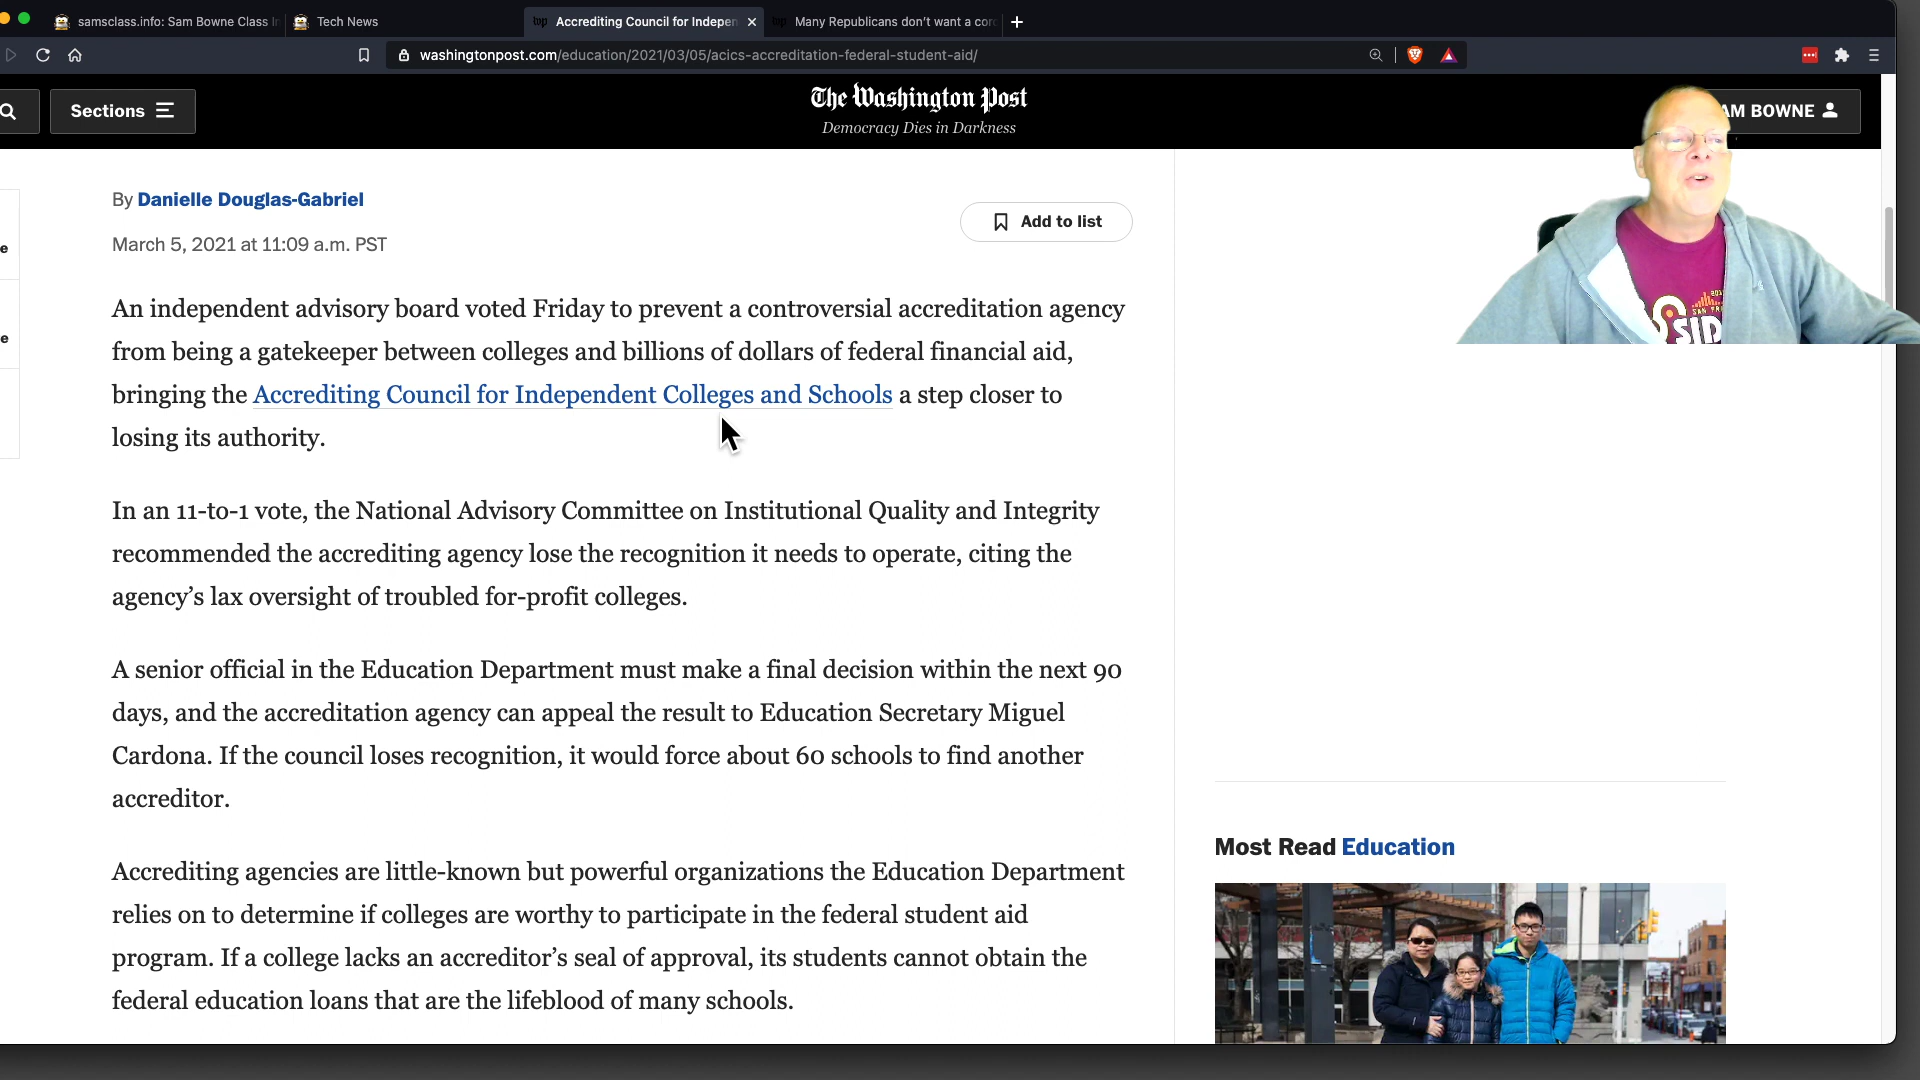 samsclass.info: Sam Bowne Class In
Tech News
Accrediting Council for Indepen
Many Republicans don't want a cor
washingtonpost.com/education/2021/03/05/acics-accreditation-federal-student-aid/
Sections
The Washington Post
Democracy Dies in Darkness
AM BOWNE
By Danielle Douglas-Gabriel
Add to list
March 5, 2021 at 11:09 a.m. PST
An independent advisory board voted Friday to prevent a controversial accreditation agency
from being a gatekeeper between colleges and billions of dollars of federal financial aid,
bringing the Accrediting Council for Independent Colleges and Schools a step closer to
losing its authority.
In an 11-to-1 vote, the National Advisory Committee on Institutional Quality and Integrity
recommended the accrediting agency lose the recognition it needs to operate, citing the
agency's lax oversight of troubled for-profit colleges.
A senior official in the Education Department must make a final decision within the next 90
days, and the accreditation agency can appeal the result to Education Secretary Miguel
Cardona. If the council loses recognition, it would force about 60 schools to find another
accreditor.
Accrediting agencies are little-known but powerful organizations the Education Department
relies on to determine if colleges are worthy to participate in the federal student aid
program. If a college lacks an accreditor's seal of approval, its students cannot obtain the
federal education loans that are the lifeblood of many schools.
Most Read Education